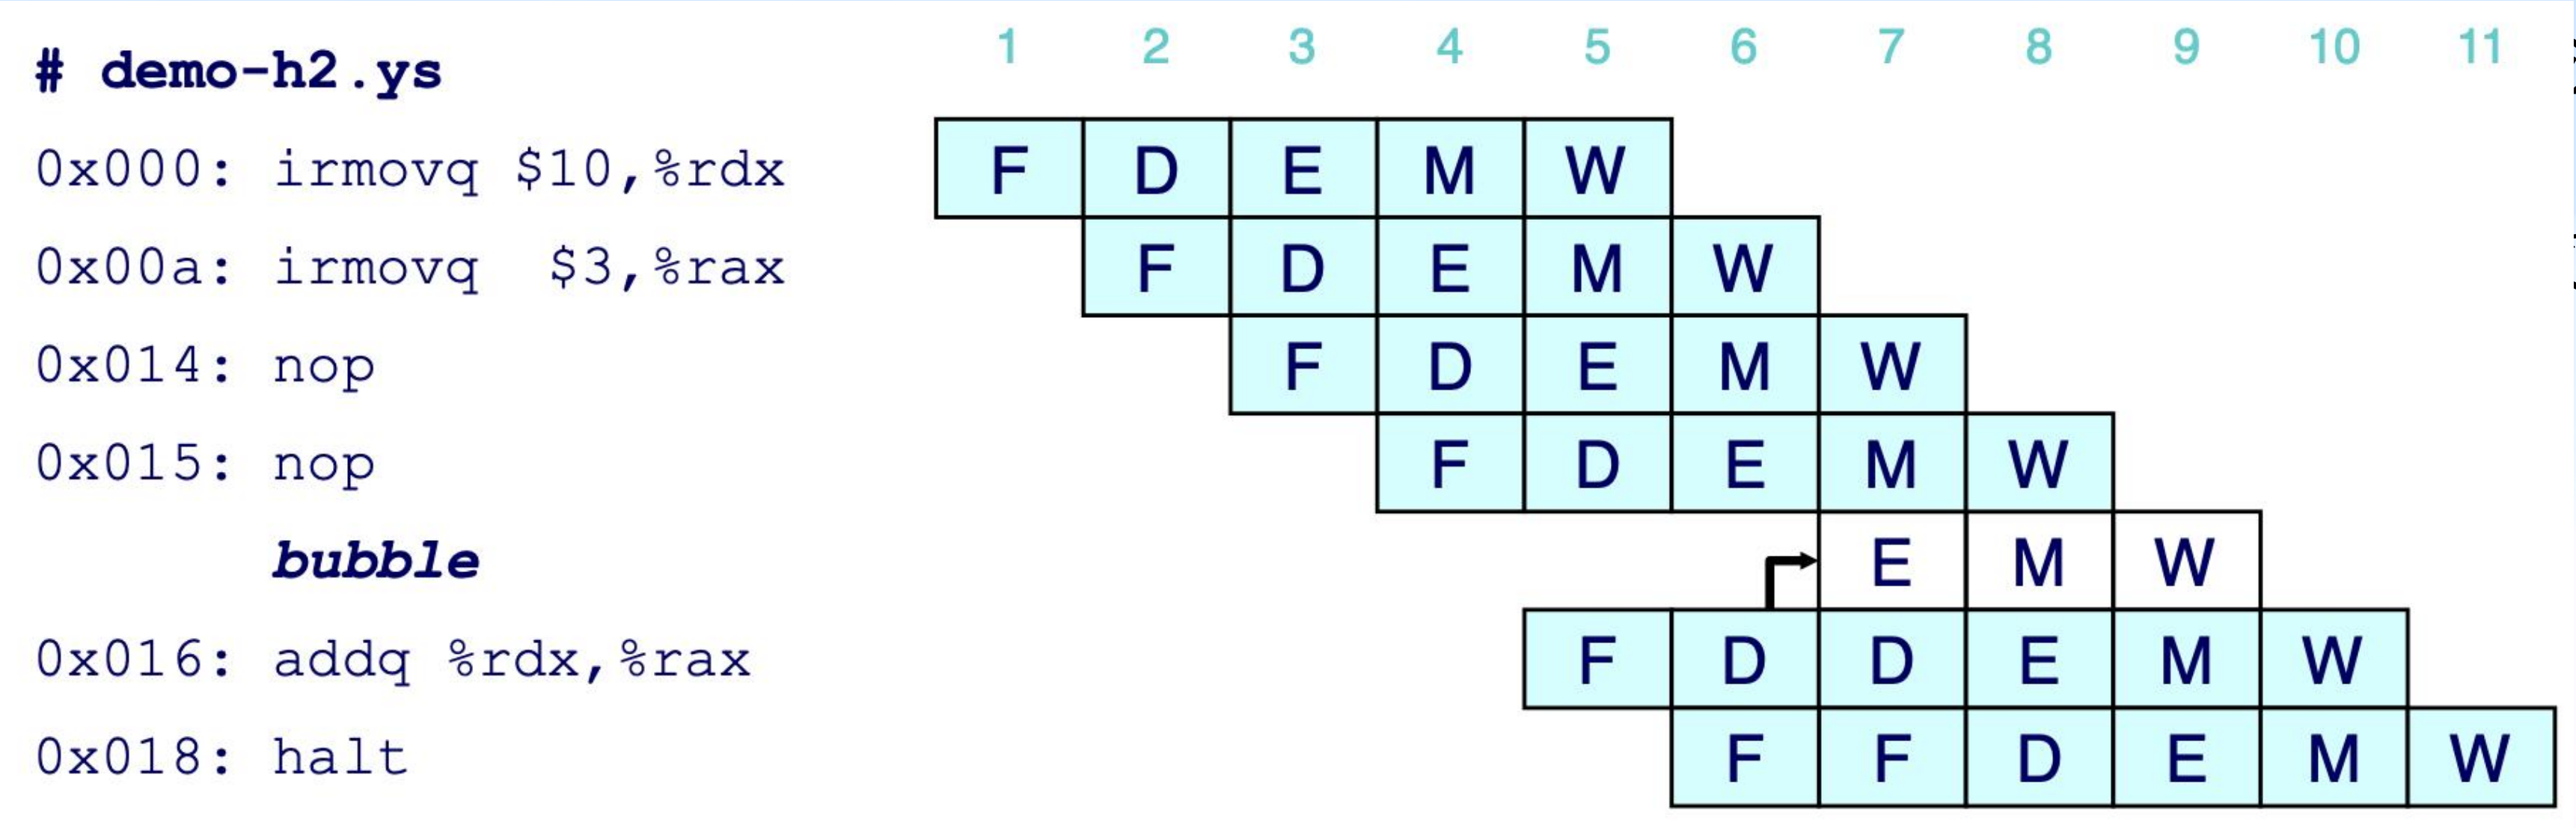 1 2 3 4 5 6 7 8 9 10 11
# demo-h2.ys
0x000: irmovq $10,%rdx F D E M W
0x00a: irmovq  $3,%rax F D E M W
0x014: nop F D E M W
0x015: nop F D E M W
bubble E M W
0x016: addq %rdx,%rax F D D E M W
0x018: halt F F D E M W